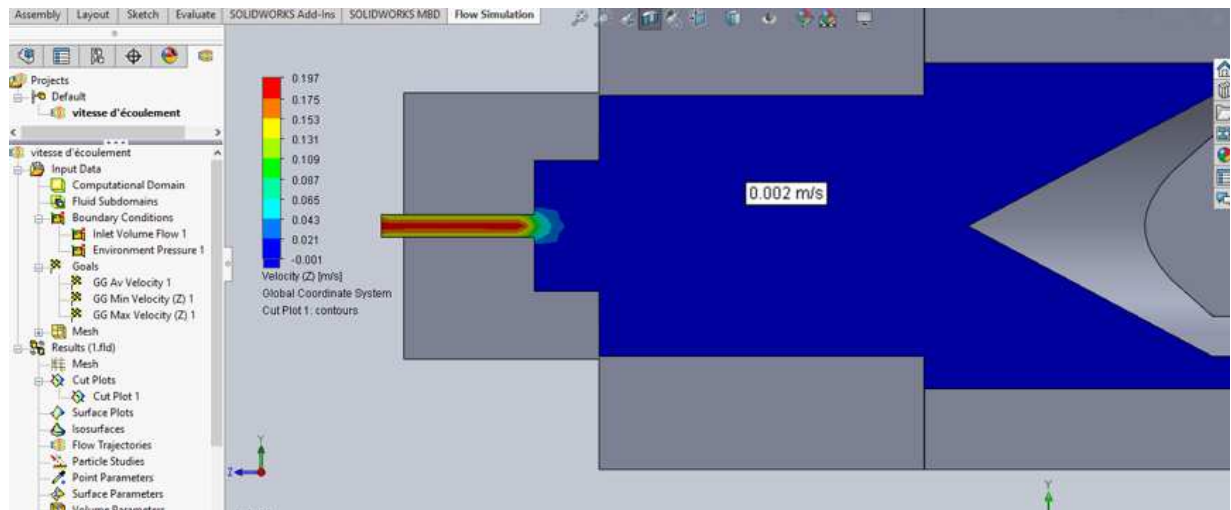 Assembly Layout Sketch Evaluate SOLIDWORKS Add-Ins SOLIDWORKS MBD Flow Simulation
Projects
Default
vitesse d'écoulement
vitesse d'écoulement
Input Data
Computational Domain
Fluid Subdomains
Boundary Conditions
Inlet Volume Flow 1
Environment Pressure 1
Goals
GG Av Velocity 1
GG Min Velocity (Z) 1
GG Max Velocity (Z) 1
Mesh
Results (1.fld)
Mesh
Cut Plots
Cut Plot 1
Surface Plots
Isosurfaces
Flow Trajectories
Particle Studies
Point Parameters
Surface Parameters
Volume Parameters
0.197
0.175
0.153
0.131
0.109
0.087
0.065
0.043
0.021
-0.001
Velocity (Z) [m/s]
Global Coordinate System
Cut Plot 1: contours
0.002 m/s
Y
Z
Y